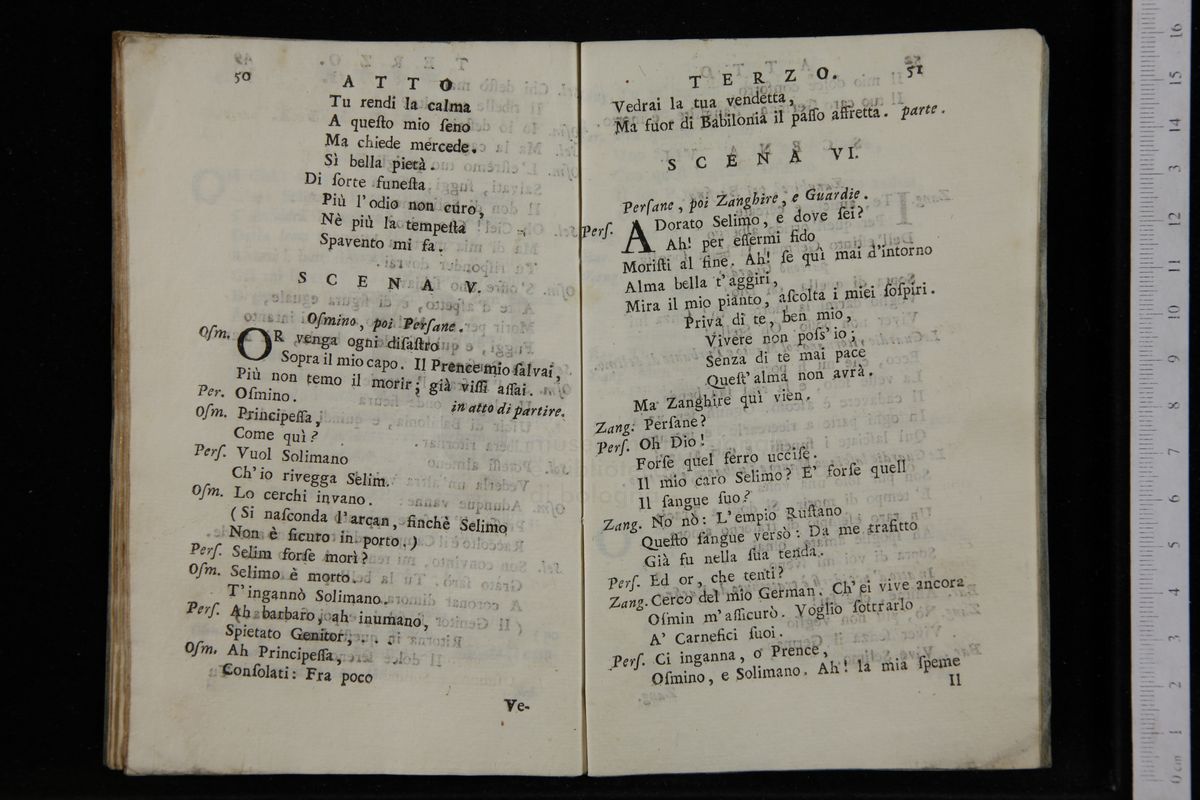 50
ATTO
Tu rendi la calma
A queſto mio ſeno
Ma chiede mercede.
Sì bella pietà.
Di ſorte funeſta
Più l'odio non curo,
Nè più la tempeſta
Spavento mi fa.
SCENA V.
Oſmino, poi Perſane.
Oſm. OR venga ogni diſaſtro
Sopra il mio capo. Il Prence mio ſalvai,
Più non temo il morir; già viſſi aſſai.
in atto di partire.
Per. Oſmino.
Oſm. Principeſſa,
Come quì?
Perſ. Vuol Solimano
Ch'io rivegga Selim.
Oſm. Lo cerchi invano.
(Si naſconda l'arcan, finchè Selimo
Non è ſicuro in porto.)
Perſ. Selim forſe morì?
Oſm. Selimo è morto.
T'ingannò Solimano.
Perſ. Ah barbaro, ah inumano,
Spietato Genitor, . . .
Oſm. Ah Principeſſa,
Conſolati: Fra poco
Ve-
TERZO. 51
Vedrai la tua vendetta,
Ma fuor di Babilonia il paſſo affretta. parte.
SCENA VI.
Perſane, poi Zanghire, e Guardie.
Perſ. ADorato Selimo, e dove ſei?
Ah! per eſſermi fido
Moriſti al fine. Ah! ſe quì mai d'intorno
Alma bella t'aggiri,
Mira il mio pianto, aſcolta i miei ſoſpiri.
Priva di te, ben mio,
Vivere non poſs'io;
Senza di te mai pace
Queſt'alma non avrà.
Ma Zanghire quì vien.
Zang. Perſane?
Perſ. Oh Dio!
Forſe quel ferro ucciſe.
Il mio caro Selimo? E' forſe quell
Il ſangue ſuo?
Zang. No nò: L'empio Ruſtano
Queſto ſangue versò: Da me trafitto
Già fu nella ſua tenda.
Perſ. Ed or, che tenti?
Zang. Cerco del mio German. Ch'ei vive ancora
Oſmin m'aſſicurò. Voglio ſottrarlo
A' Carnefici ſuoi.
Perſ. Ci inganna, o Prence,
Oſmino, e Solimano. Ah! la mia ſpeme
II